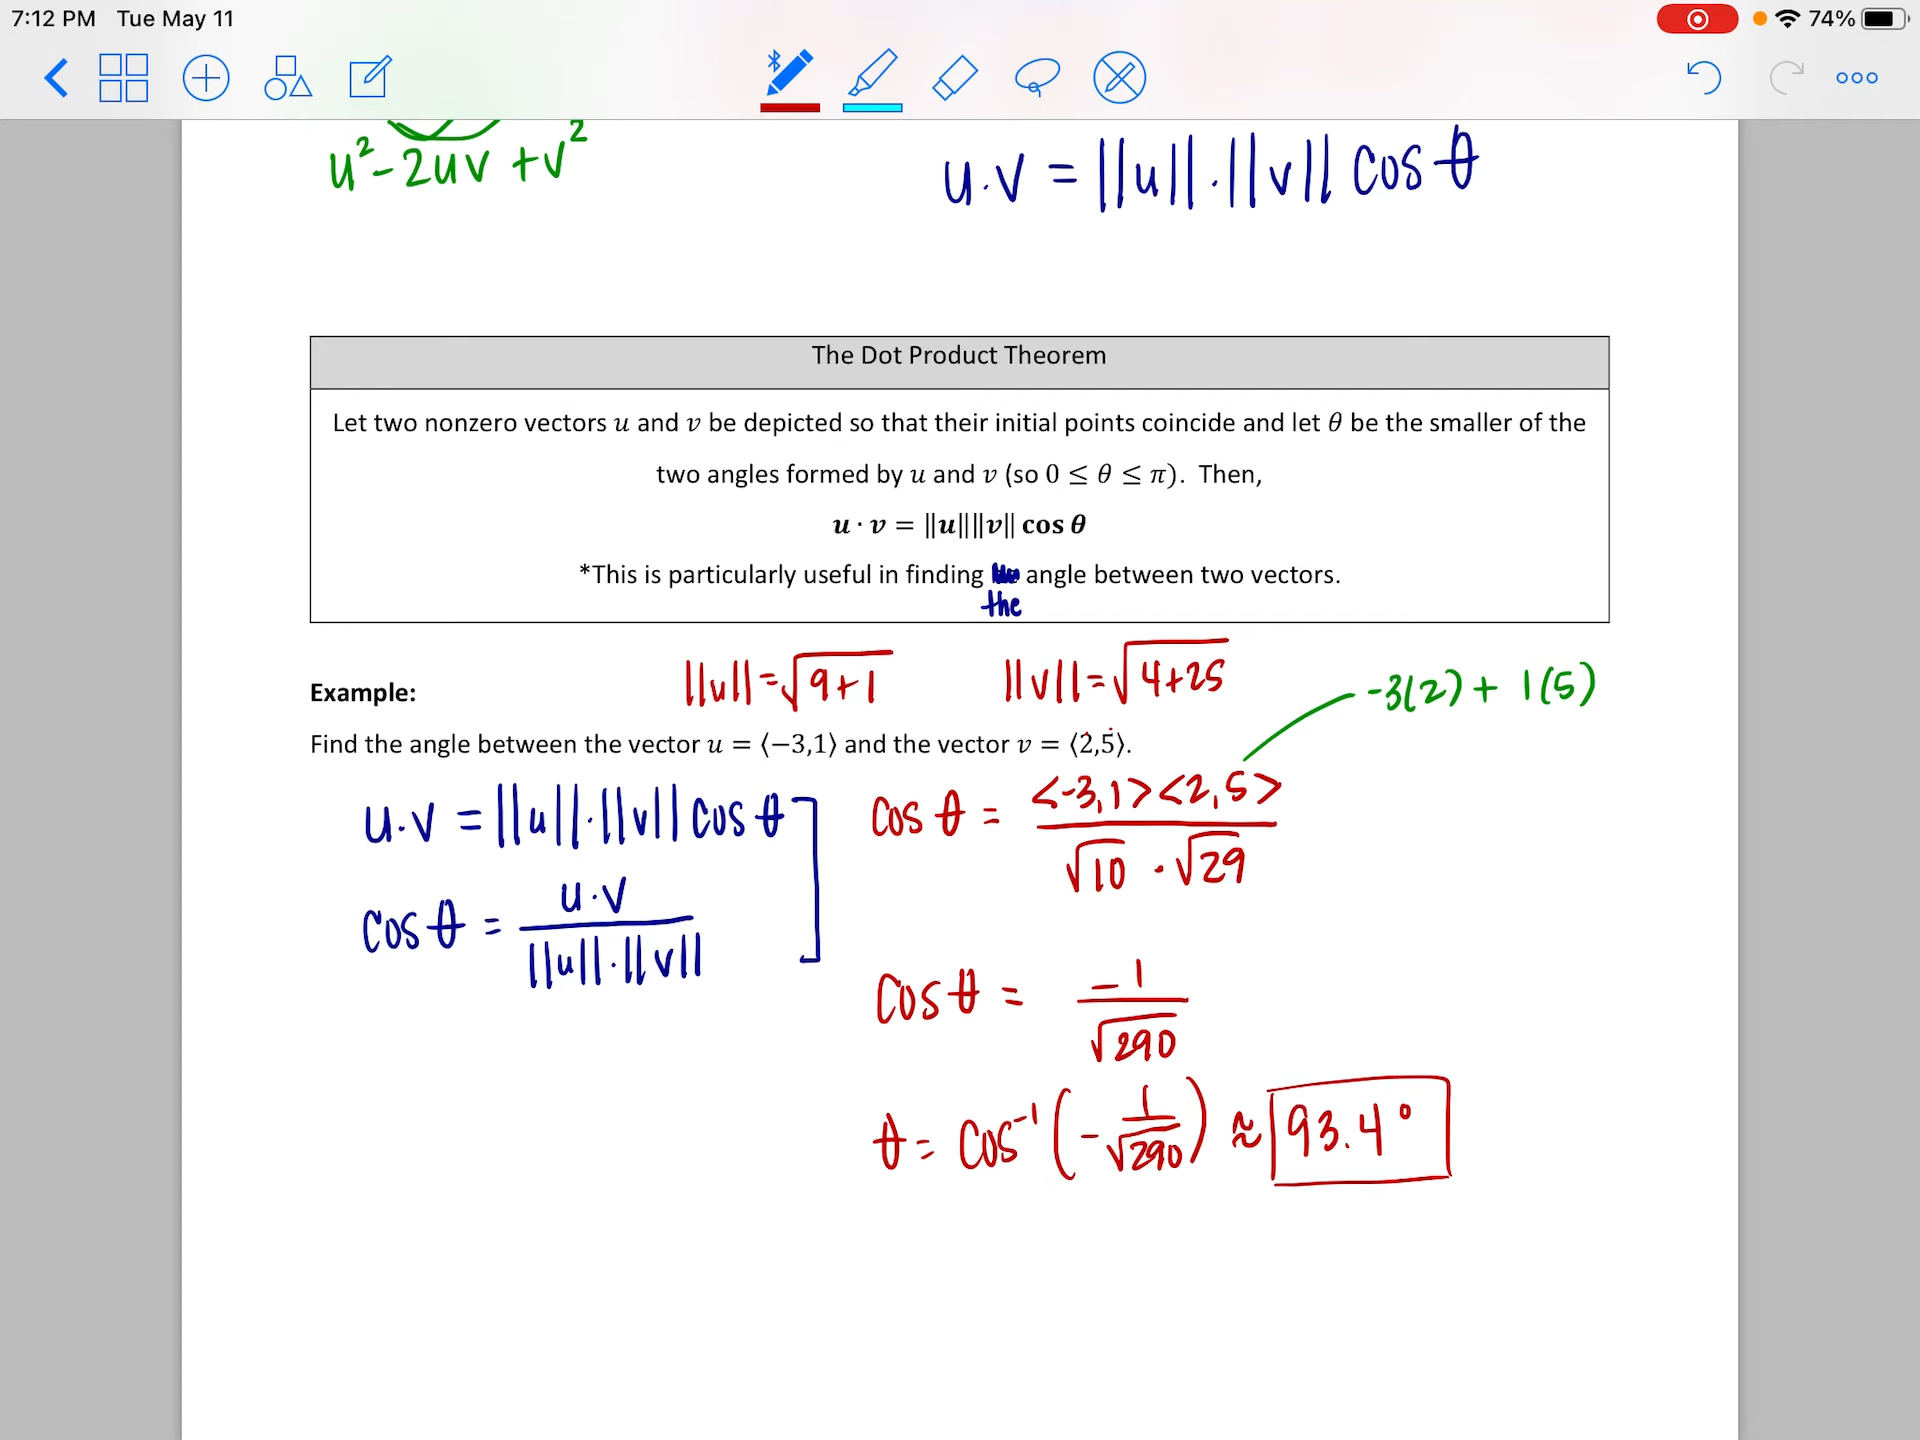 7:12 PM Tue May 11
74%
u² - 2uv + v²
u·v = ||u||·||v|| cos θ
The Dot Product Theorem
Let two nonzero vectors u and v be depicted so that their initial points coincide and let θ be the smaller of the
two angles formed by u and v (so 0 ≤ θ ≤ π). Then,
u · v = ‖u‖‖v‖ cos θ
*This is particularly useful in finding angle between two vectors.
the
||u|| = √9+1
||v|| = √4+25
-3(2) + 1(5)
Example:
Find the angle between the vector u = ⟨−3,1⟩ and the vector v = ⟨2,5⟩.
u·v = ||u||·||v|| cos θ
cos θ = u·v / ||u||·||v||
cos θ = <-3,1><2,5> / √10 · √29
cos θ = -1 / √290
θ = cos⁻¹(- 1/√290) ≈ 93.4°